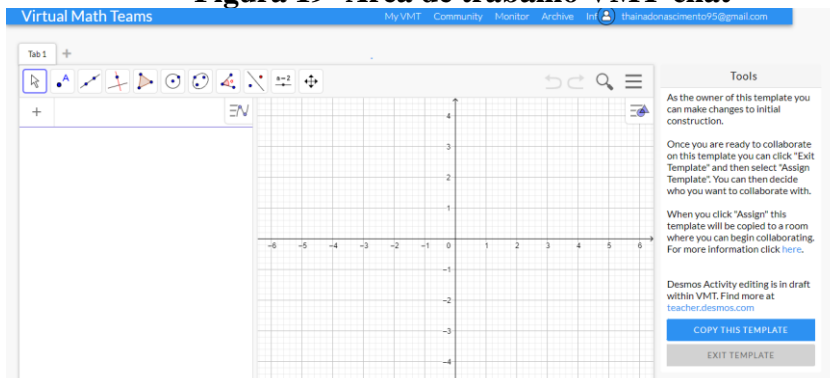 Figura 19- Área de trabalho VMT-chat
Virtual Math Teams
My VMT Community Monitor Archive thainadonascimento95@gmail.com
Tab 1 +
a=2
+
4
3
2
1
-6 -5 -4 -3 -2 -1 0 1 2 3 4 5 6
-1
-2
-3
-4
Tools
As the owner of this template you
can make changes to initial
construction.
Once you are ready to collaborate
on this template you can click "Exit
Template" and then select "Assign
Template". You can then decide
who you want to collaborate with.
When you click "Assign" this
template will be copied to a room
where you can begin collaborating.
For more information click here.
Desmos Activity editing is in draft
within VMT. Find more at
teacher.desmos.com
COPY THIS TEMPLATE
EXIT TEMPLATE